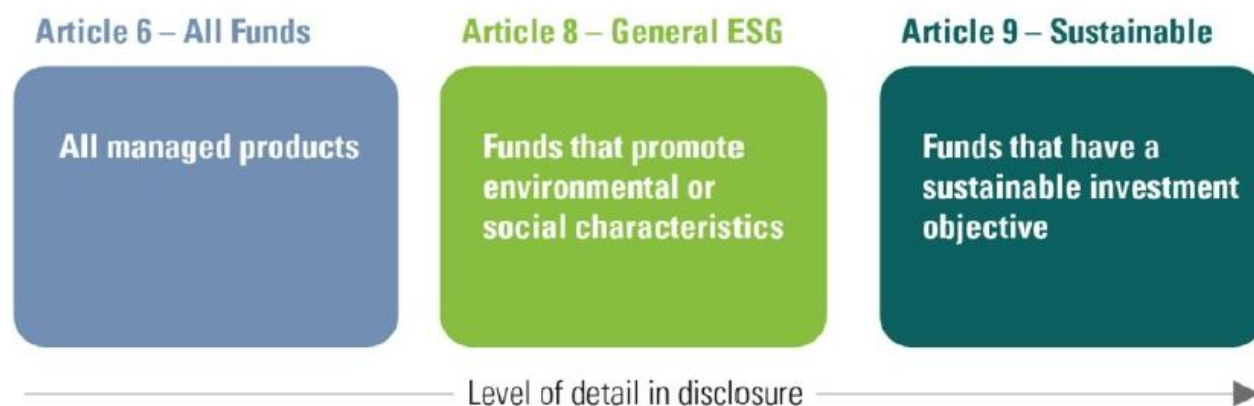 Article 6 – All Funds
Article 8 – General ESG
Article 9 – Sustainable
All managed products
Funds that promote
environmental or
social characteristics
Funds that have a
sustainable investment
objective
Level of detail in disclosure